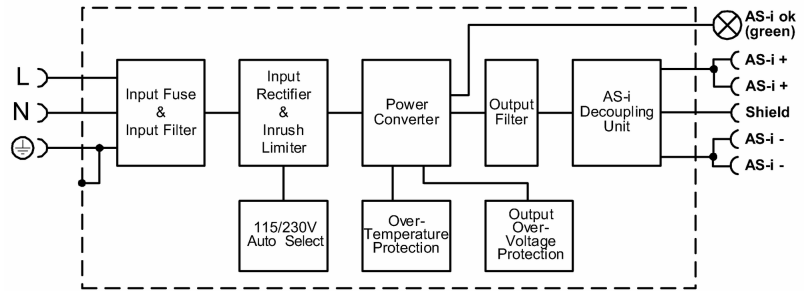 AS-i ok
(green)
L
N
Input Fuse
&
Input Filter
Input
Rectifier
&
Inrush
Limiter
Power
Converter
Output
Filter
AS-i
Decoupling
Unit
AS-i +
AS-i +
Shield
AS-i -
AS-i -
115/230V
Auto Select
Over-
Temperature
Protection
Output
Over-
Voltage
Protection